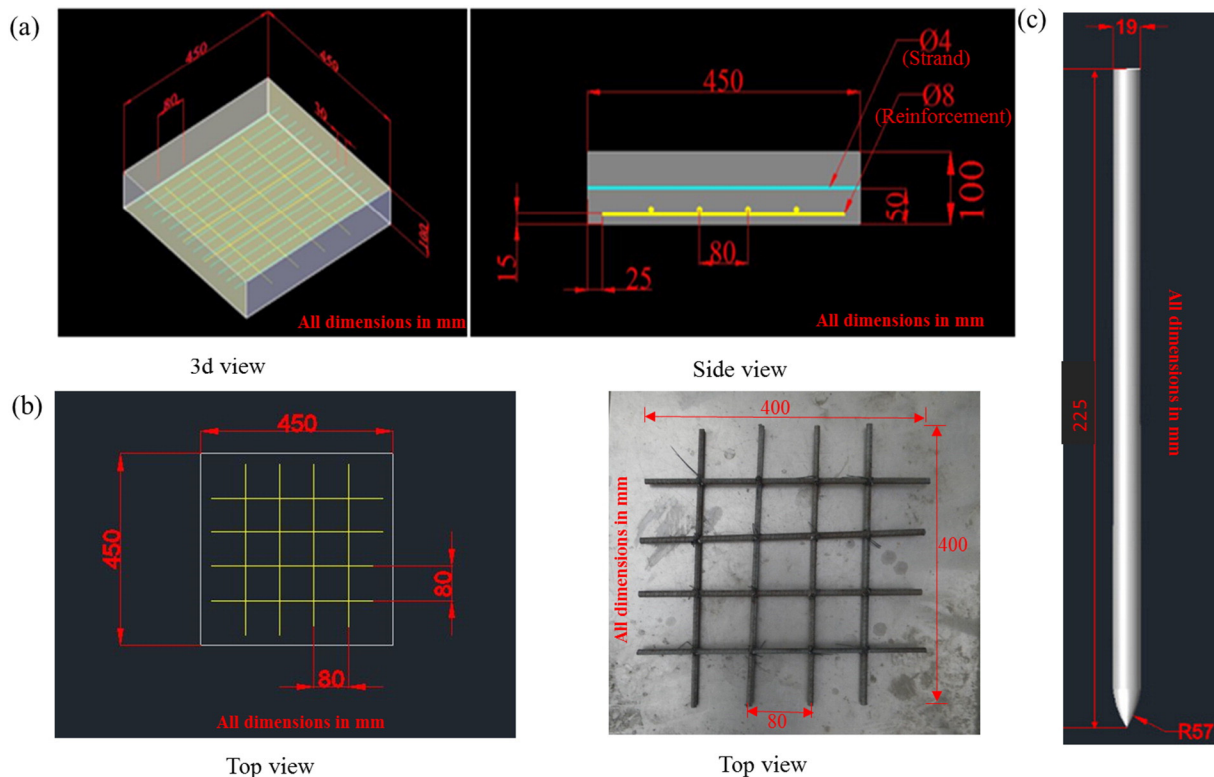 (a)
450
450
80
30
100
All dimensions in mm
3d view
Ø4
(Strand)
450
Ø8
(Reinforcement)
100
50
15
25
80
All dimensions in mm
Side view
(b)
450
450
80
80
All dimensions in mm
Top view
400
400
80
All dimensions in mm
Top view
(c)
19
225
All dimensions in mm
R57